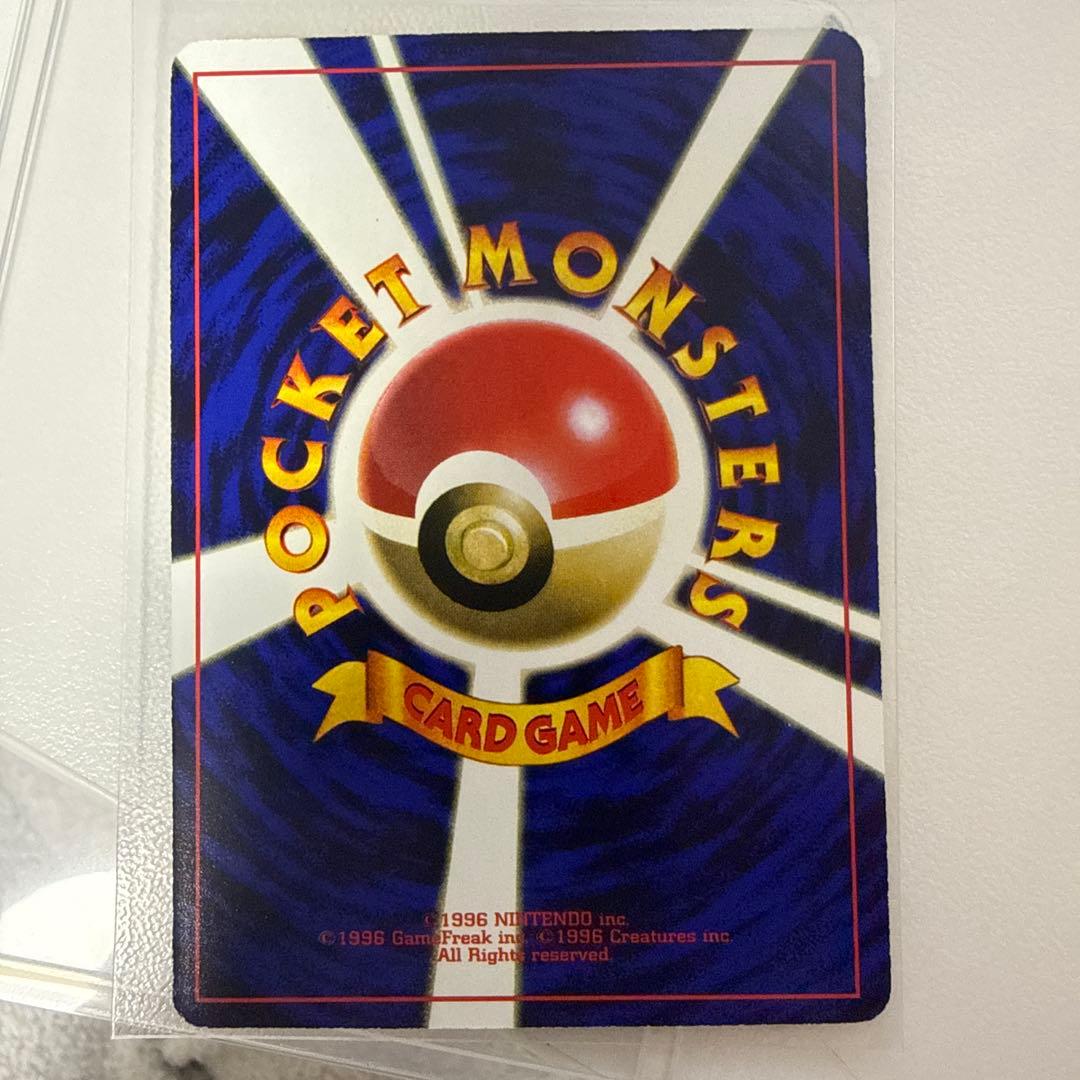 POCKET MONSTERS
CARD GAME
©1996 NINTENDO inc.
©1996 GameFreak inc. ©1996 Creatures inc.
All Rights reserved.